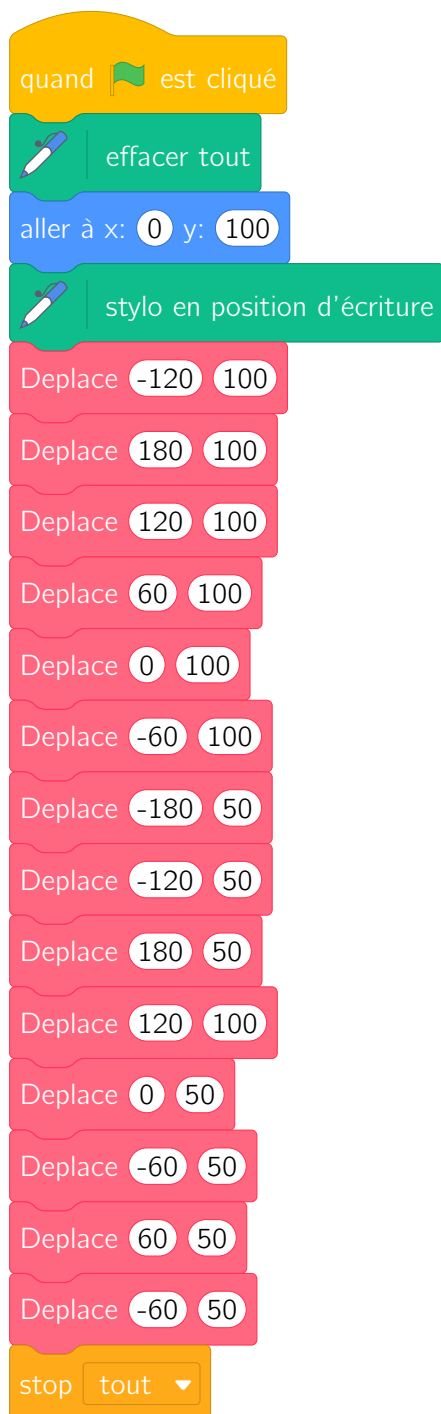 quand est cliqué
effacer tout
aller à x: 0 y: 100
stylo en position d'écriture
Deplace -120 100
Deplace 180 100
Deplace 120 100
Deplace 60 100
Deplace 0 100
Deplace -60 100
Deplace -180 50
Deplace -120 50
Deplace 180 50
Deplace 120 100
Deplace 0 50
Deplace -60 50
Deplace 60 50
Deplace -60 50
stop tout